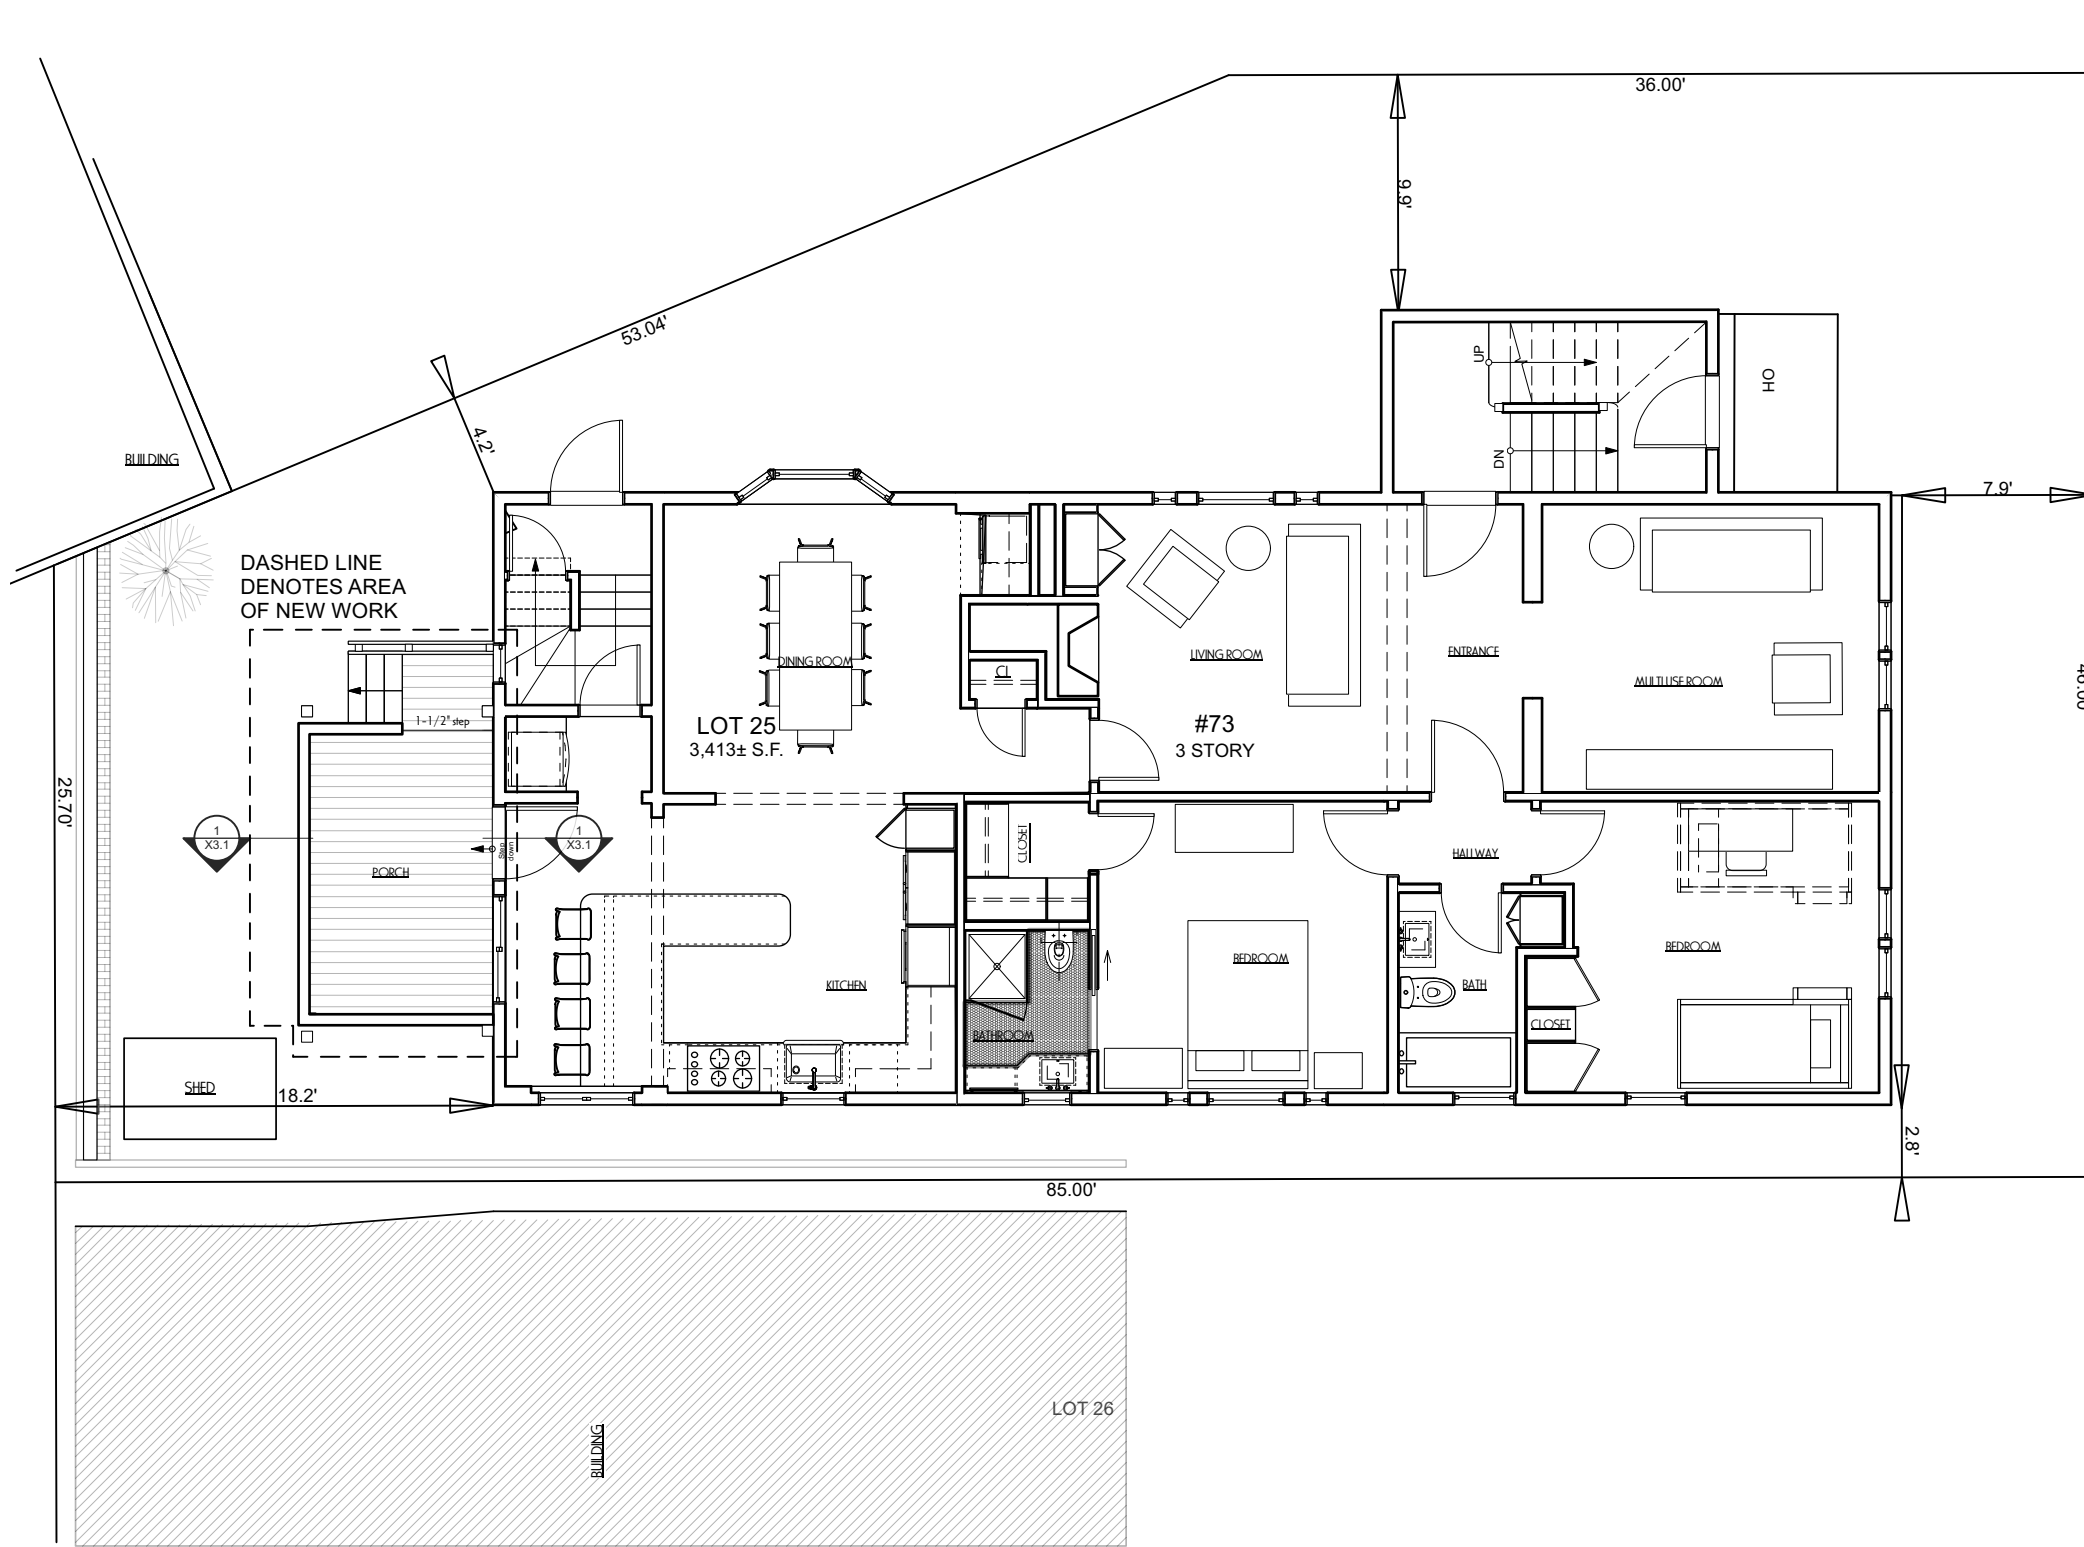 36.00'
9.9'
53.04'
UP
HO
DN
4.2'
BUILDING
7.9'
DASHED LINE
DENOTES AREA
OF NEW WORK
DINING ROOM
LIVING ROOM
ENTRANCE
CL
MULTIUSE ROOM
46.00'
1-1/2" step
LOT 25
3,413± S.F.
#73
3 STORY
25.70'
1
X3.1
1
X3.1
Step
down
PORCH
CLOSET
HALLWAY
BEDROOM
BEDROOM
KITCHEN
BATH
CLOSET
BATHROOM
SHED
18.2'
2.8'
85.00'
LOT 26
BUILDING